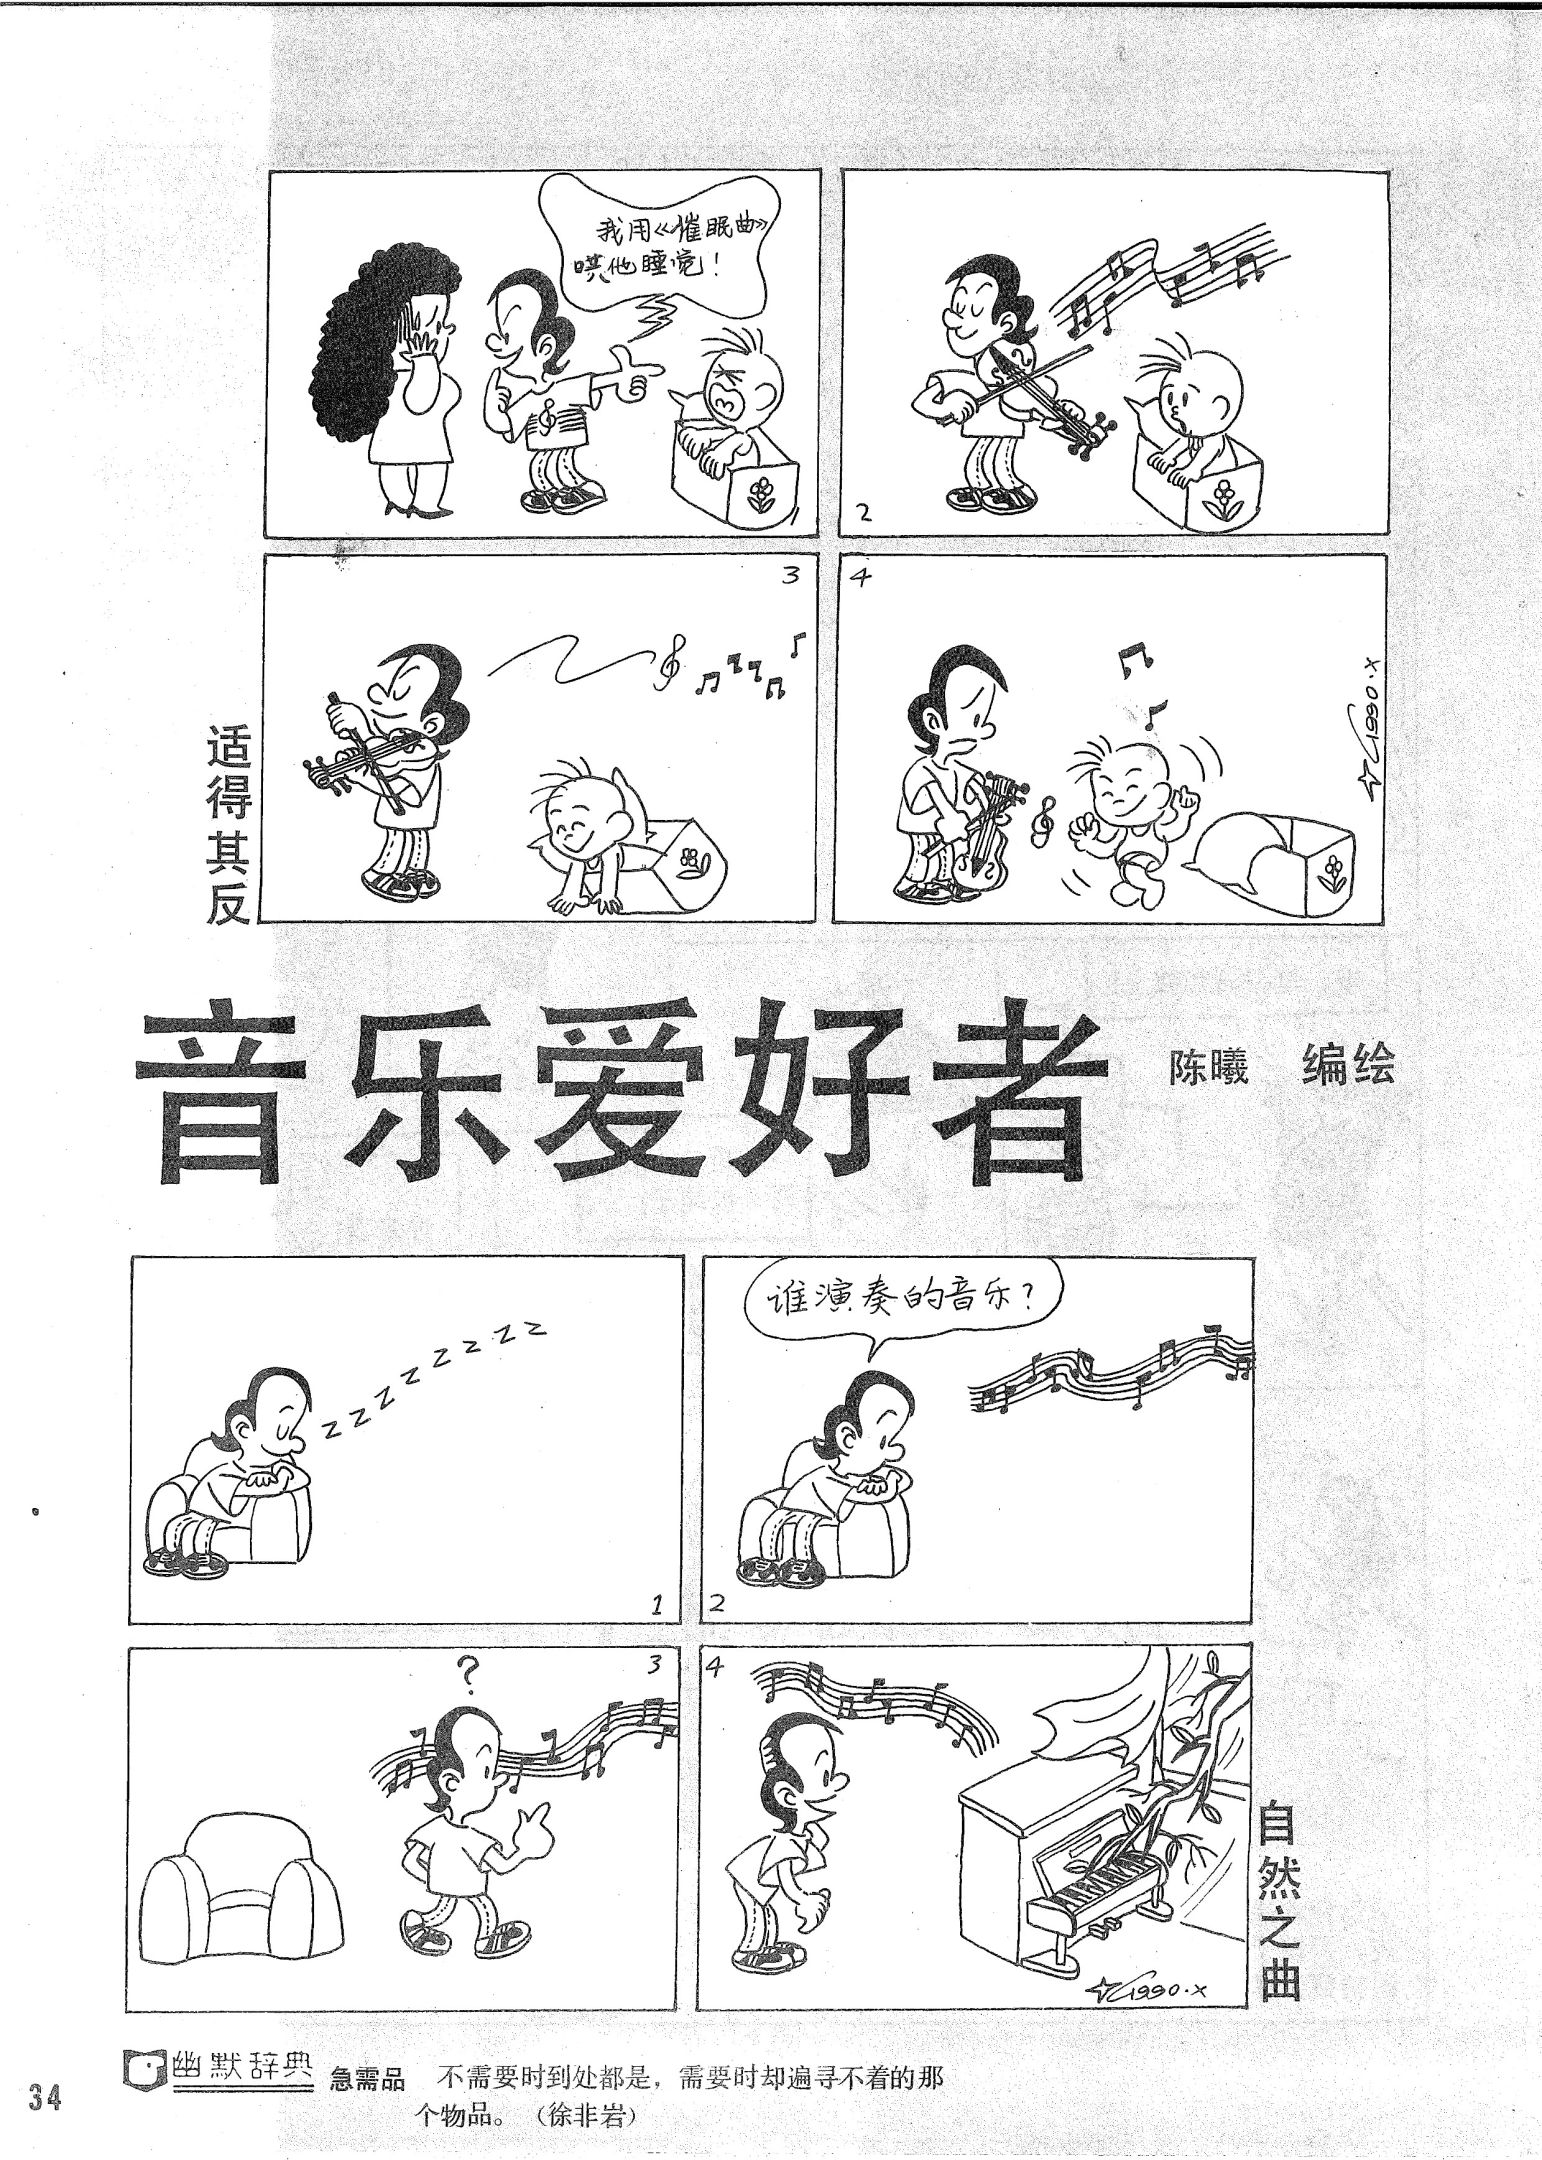 我用《催眠曲》
哄他睡觉！
2
3
4
1990.X
适得其反
音乐爱好者
陈曦 编绘
1
谁演奏的音乐？
2
?
3
4
1990.X
自然之曲
幽默辞典
急需品 不需要时到处都是，需要时却遍寻不着的那
个物品。（徐非岩）
34